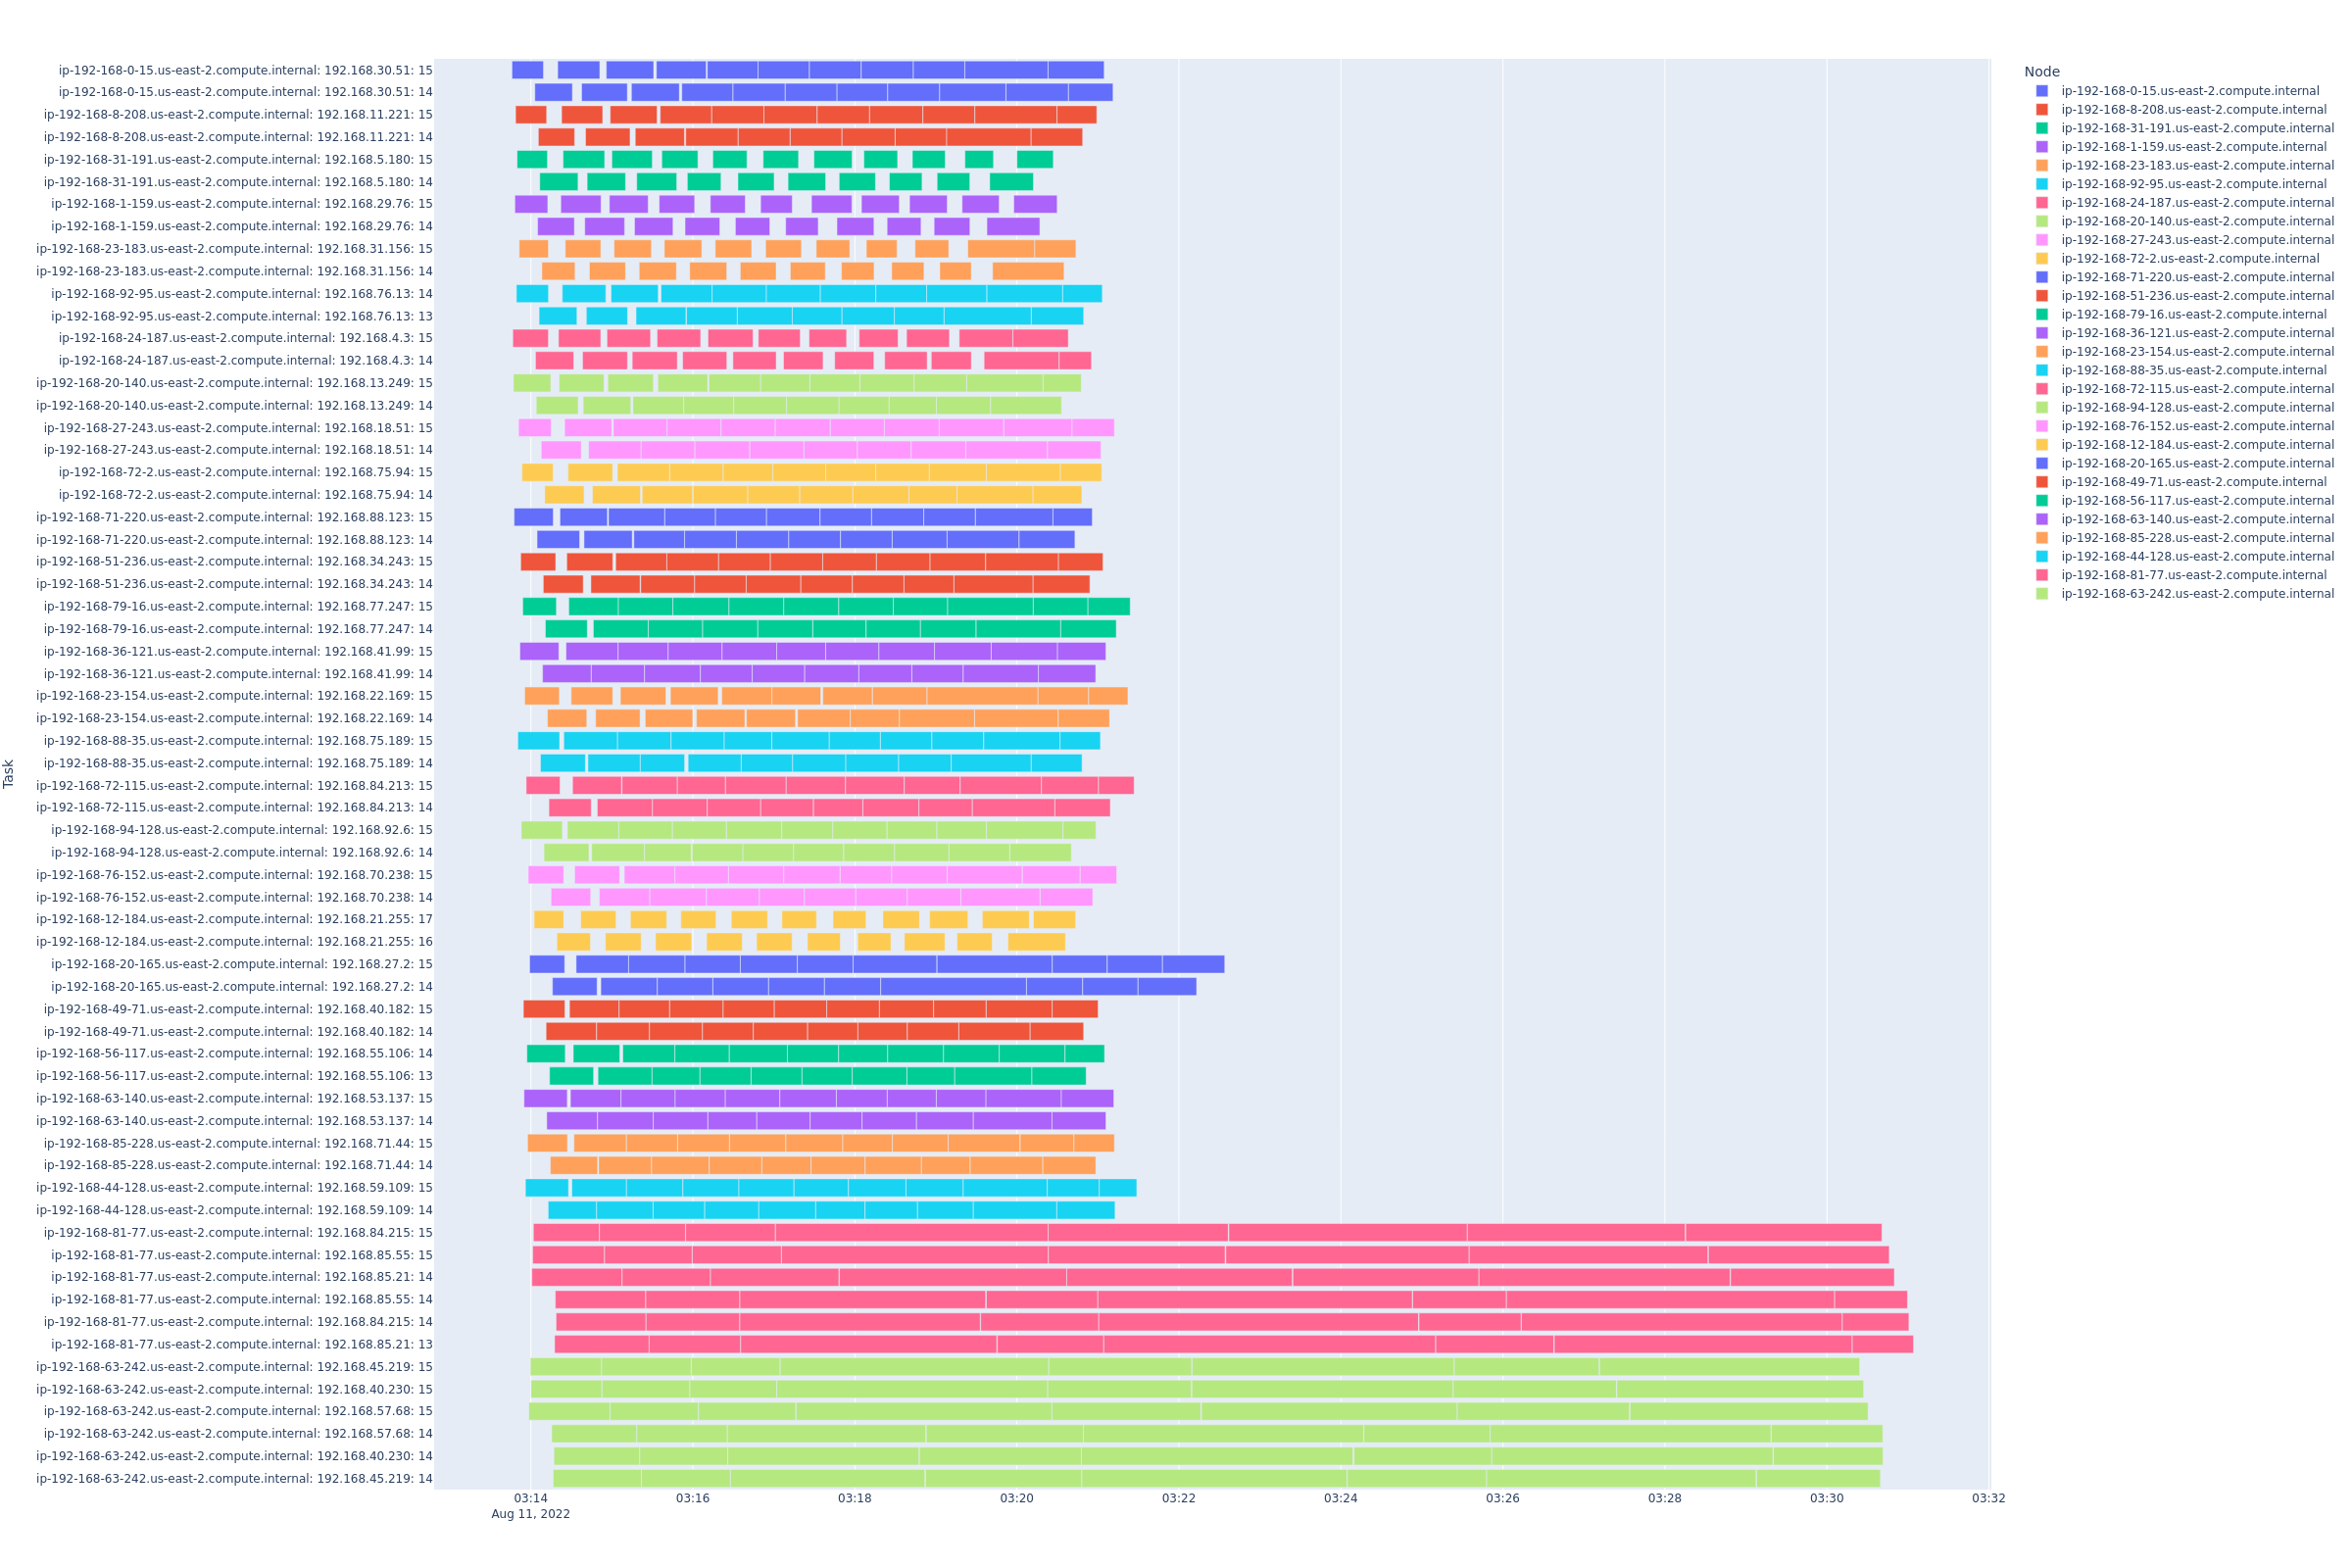 ip-192-168-0-15.us-east-2.compute.internal: 192.168.30.51: 15
ip-192-168-0-15.us-east-2.compute.internal: 192.168.30.51: 14
ip-192-168-8-208.us-east-2.compute.internal: 192.168.11.221: 15
ip-192-168-8-208.us-east-2.compute.internal: 192.168.11.221: 14
ip-192-168-31-191.us-east-2.compute.internal: 192.168.5.180: 15
ip-192-168-31-191.us-east-2.compute.internal: 192.168.5.180: 14
ip-192-168-1-159.us-east-2.compute.internal: 192.168.29.76: 15
ip-192-168-1-159.us-east-2.compute.internal: 192.168.29.76: 14
ip-192-168-23-183.us-east-2.compute.internal: 192.168.31.156: 15
ip-192-168-23-183.us-east-2.compute.internal: 192.168.31.156: 14
ip-192-168-92-95.us-east-2.compute.internal: 192.168.76.13: 14
ip-192-168-92-95.us-east-2.compute.internal: 192.168.76.13: 13
ip-192-168-24-187.us-east-2.compute.internal: 192.168.4.3: 15
ip-192-168-24-187.us-east-2.compute.internal: 192.168.4.3: 14
ip-192-168-20-140.us-east-2.compute.internal: 192.168.13.249: 15
ip-192-168-20-140.us-east-2.compute.internal: 192.168.13.249: 14
ip-192-168-27-243.us-east-2.compute.internal: 192.168.18.51: 15
ip-192-168-27-243.us-east-2.compute.internal: 192.168.18.51: 14
ip-192-168-72-2.us-east-2.compute.internal: 192.168.75.94: 15
ip-192-168-72-2.us-east-2.compute.internal: 192.168.75.94: 14
ip-192-168-71-220.us-east-2.compute.internal: 192.168.88.123: 15
ip-192-168-71-220.us-east-2.compute.internal: 192.168.88.123: 14
ip-192-168-51-236.us-east-2.compute.internal: 192.168.34.243: 15
ip-192-168-51-236.us-east-2.compute.internal: 192.168.34.243: 14
ip-192-168-79-16.us-east-2.compute.internal: 192.168.77.247: 15
ip-192-168-79-16.us-east-2.compute.internal: 192.168.77.247: 14
ip-192-168-36-121.us-east-2.compute.internal: 192.168.41.99: 15
ip-192-168-36-121.us-east-2.compute.internal: 192.168.41.99: 14
ip-192-168-23-154.us-east-2.compute.internal: 192.168.22.169: 15
ip-192-168-23-154.us-east-2.compute.internal: 192.168.22.169: 14
ip-192-168-88-35.us-east-2.compute.internal: 192.168.75.189: 15
ip-192-168-88-35.us-east-2.compute.internal: 192.168.75.189: 14
ip-192-168-72-115.us-east-2.compute.internal: 192.168.84.213: 15
ip-192-168-72-115.us-east-2.compute.internal: 192.168.84.213: 14
ip-192-168-94-128.us-east-2.compute.internal: 192.168.92.6: 15
ip-192-168-94-128.us-east-2.compute.internal: 192.168.92.6: 14
ip-192-168-76-152.us-east-2.compute.internal: 192.168.70.238: 15
ip-192-168-76-152.us-east-2.compute.internal: 192.168.70.238: 14
ip-192-168-12-184.us-east-2.compute.internal: 192.168.21.255: 17
ip-192-168-12-184.us-east-2.compute.internal: 192.168.21.255: 16
ip-192-168-20-165.us-east-2.compute.internal: 192.168.27.2: 15
ip-192-168-20-165.us-east-2.compute.internal: 192.168.27.2: 14
ip-192-168-49-71.us-east-2.compute.internal: 192.168.40.182: 15
ip-192-168-49-71.us-east-2.compute.internal: 192.168.40.182: 14
ip-192-168-56-117.us-east-2.compute.internal: 192.168.55.106: 14
ip-192-168-56-117.us-east-2.compute.internal: 192.168.55.106: 13
ip-192-168-63-140.us-east-2.compute.internal: 192.168.53.137: 15
ip-192-168-63-140.us-east-2.compute.internal: 192.168.53.137: 14
ip-192-168-85-228.us-east-2.compute.internal: 192.168.71.44: 15
ip-192-168-85-228.us-east-2.compute.internal: 192.168.71.44: 14
ip-192-168-44-128.us-east-2.compute.internal: 192.168.59.109: 15
ip-192-168-44-128.us-east-2.compute.internal: 192.168.59.109: 14
ip-192-168-81-77.us-east-2.compute.internal: 192.168.84.215: 15
ip-192-168-81-77.us-east-2.compute.internal: 192.168.85.55: 15
ip-192-168-81-77.us-east-2.compute.internal: 192.168.85.21: 14
ip-192-168-81-77.us-east-2.compute.internal: 192.168.85.55: 14
ip-192-168-81-77.us-east-2.compute.internal: 192.168.84.215: 14
ip-192-168-81-77.us-east-2.compute.internal: 192.168.85.21: 13
ip-192-168-63-242.us-east-2.compute.internal: 192.168.45.219: 15
ip-192-168-63-242.us-east-2.compute.internal: 192.168.40.230: 15
ip-192-168-63-242.us-east-2.compute.internal: 192.168.57.68: 15
ip-192-168-63-242.us-east-2.compute.internal: 192.168.57.68: 14
ip-192-168-63-242.us-east-2.compute.internal: 192.168.40.230: 14
ip-192-168-63-242.us-east-2.compute.internal: 192.168.45.219: 14
Task
03:14 03:16 03:18 03:20 03:22 03:24 03:26 03:28 03:30 03:32
Aug 11, 2022
Node
ip-192-168-0-15.us-east-2.compute.internal
ip-192-168-8-208.us-east-2.compute.internal
ip-192-168-31-191.us-east-2.compute.internal
ip-192-168-1-159.us-east-2.compute.internal
ip-192-168-23-183.us-east-2.compute.internal
ip-192-168-92-95.us-east-2.compute.internal
ip-192-168-24-187.us-east-2.compute.internal
ip-192-168-20-140.us-east-2.compute.internal
ip-192-168-27-243.us-east-2.compute.internal
ip-192-168-72-2.us-east-2.compute.internal
ip-192-168-71-220.us-east-2.compute.internal
ip-192-168-51-236.us-east-2.compute.internal
ip-192-168-79-16.us-east-2.compute.internal
ip-192-168-36-121.us-east-2.compute.internal
ip-192-168-23-154.us-east-2.compute.internal
ip-192-168-88-35.us-east-2.compute.internal
ip-192-168-72-115.us-east-2.compute.internal
ip-192-168-94-128.us-east-2.compute.internal
ip-192-168-76-152.us-east-2.compute.internal
ip-192-168-12-184.us-east-2.compute.internal
ip-192-168-20-165.us-east-2.compute.internal
ip-192-168-49-71.us-east-2.compute.internal
ip-192-168-56-117.us-east-2.compute.internal
ip-192-168-63-140.us-east-2.compute.internal
ip-192-168-85-228.us-east-2.compute.internal
ip-192-168-44-128.us-east-2.compute.internal
ip-192-168-81-77.us-east-2.compute.internal
ip-192-168-63-242.us-east-2.compute.internal